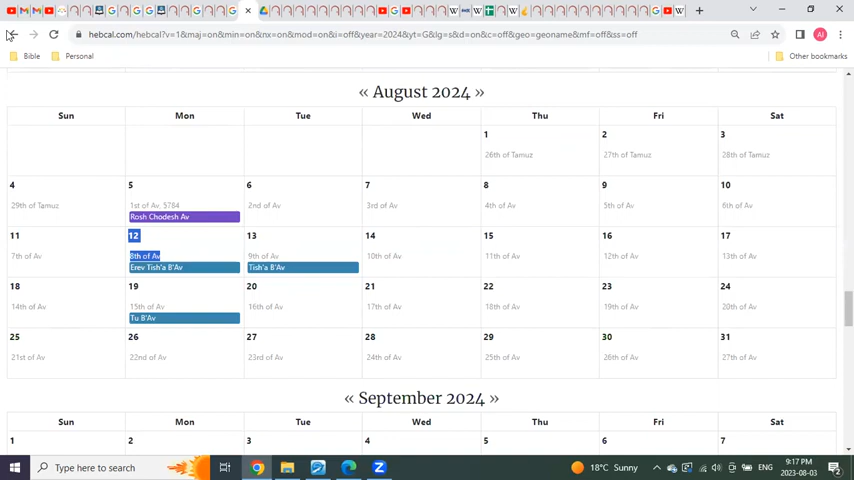 hebcal.com/hebcal?v=1&maj=on&min=on&nx=on&mod=on&i=off&year=2024&yt=G&lg=s&d=on&c=off&geo=geoname&mf=off&ss=off
AI
Bible
Personal
Other bookmarks
« August 2024 »
Sun Mon Tue Wed Thu Fri Sat
1 2 3
26th of Tamuz 27th of Tamuz 28th of Tamuz
4 5 6 7 8 9 10
29th of Tamuz 1st of Av, 5784 2nd of Av 3rd of Av 4th of Av 5th of Av 6th of Av
Rosh Chodesh Av
11 12 13 14 15 16 17
7th of Av 8th of Av 9th of Av 10th of Av 11th of Av 12th of Av 13th of Av
Erev Tish'a B'Av Tish'a B'Av
18 19 20 21 22 23 24
14th of Av 15th of Av 16th of Av 17th of Av 18th of Av 19th of Av 20th of Av
Tu B'Av
25 26 27 28 29 30 31
21st of Av 22nd of Av 23rd of Av 24th of Av 25th of Av 26th of Av 27th of Av
« September 2024 »
Sun Mon Tue Wed Thu Fri Sat
1 2 3 4 5 6 7
Type here to search
18°C Sunny
ENG
9:17 PM
2023-08-03
2